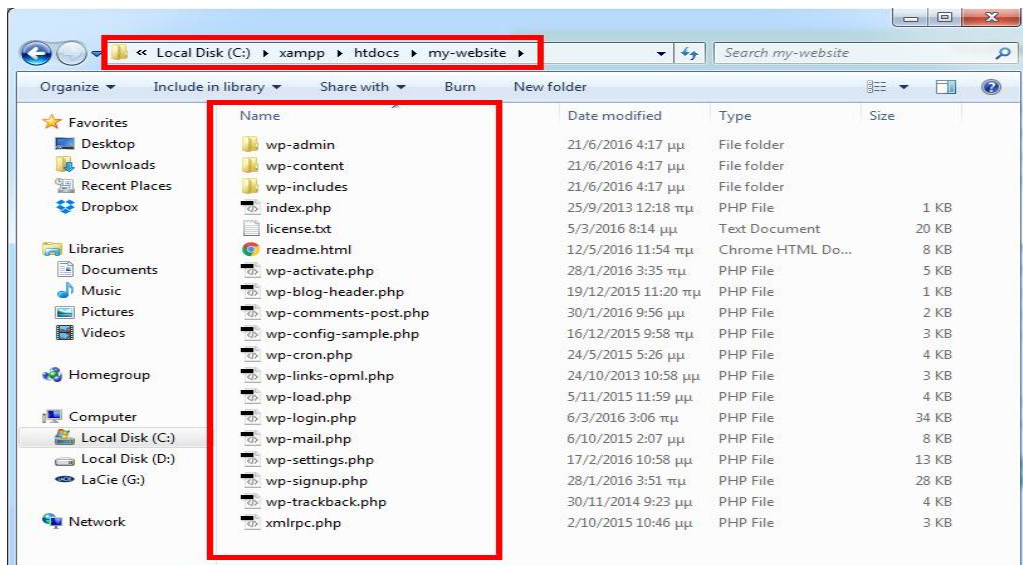 « Local Disk (C:) ▸ xampp ▸ htdocs ▸ my-website ▸ Search my-website
Organize ▾ Include in library ▾ Share with ▾ Burn New folder
Name Date modified Type Size
Favorites
Desktop
Downloads
Recent Places
Dropbox
Libraries
Documents
Music
Pictures
Videos
Homegroup
Computer
Local Disk (C:)
Local Disk (D:)
LaCie (G:)
Network
wp-admin 21/6/2016 4:17 μμ File folder
wp-content 21/6/2016 4:17 μμ File folder
wp-includes 21/6/2016 4:17 μμ File folder
index.php 25/9/2013 12:18 πμ PHP File 1 KB
license.txt 5/3/2016 8:14 μμ Text Document 20 KB
readme.html 12/5/2016 11:54 πμ Chrome HTML Do... 8 KB
wp-activate.php 28/1/2016 3:35 πμ PHP File 5 KB
wp-blog-header.php 19/12/2015 11:20 πμ PHP File 1 KB
wp-comments-post.php 30/1/2016 9:56 μμ PHP File 2 KB
wp-config-sample.php 16/12/2015 9:58 πμ PHP File 3 KB
wp-cron.php 24/5/2015 5:26 μμ PHP File 4 KB
wp-links-opml.php 24/10/2013 10:58 μμ PHP File 3 KB
wp-load.php 5/11/2015 11:59 μμ PHP File 4 KB
wp-login.php 6/3/2016 3:06 πμ PHP File 34 KB
wp-mail.php 6/10/2015 2:07 μμ PHP File 8 KB
wp-settings.php 17/2/2016 10:58 μμ PHP File 13 KB
wp-signup.php 28/1/2016 3:51 πμ PHP File 28 KB
wp-trackback.php 30/11/2014 9:23 μμ PHP File 4 KB
xmlrpc.php 2/10/2015 10:46 μμ PHP File 3 KB